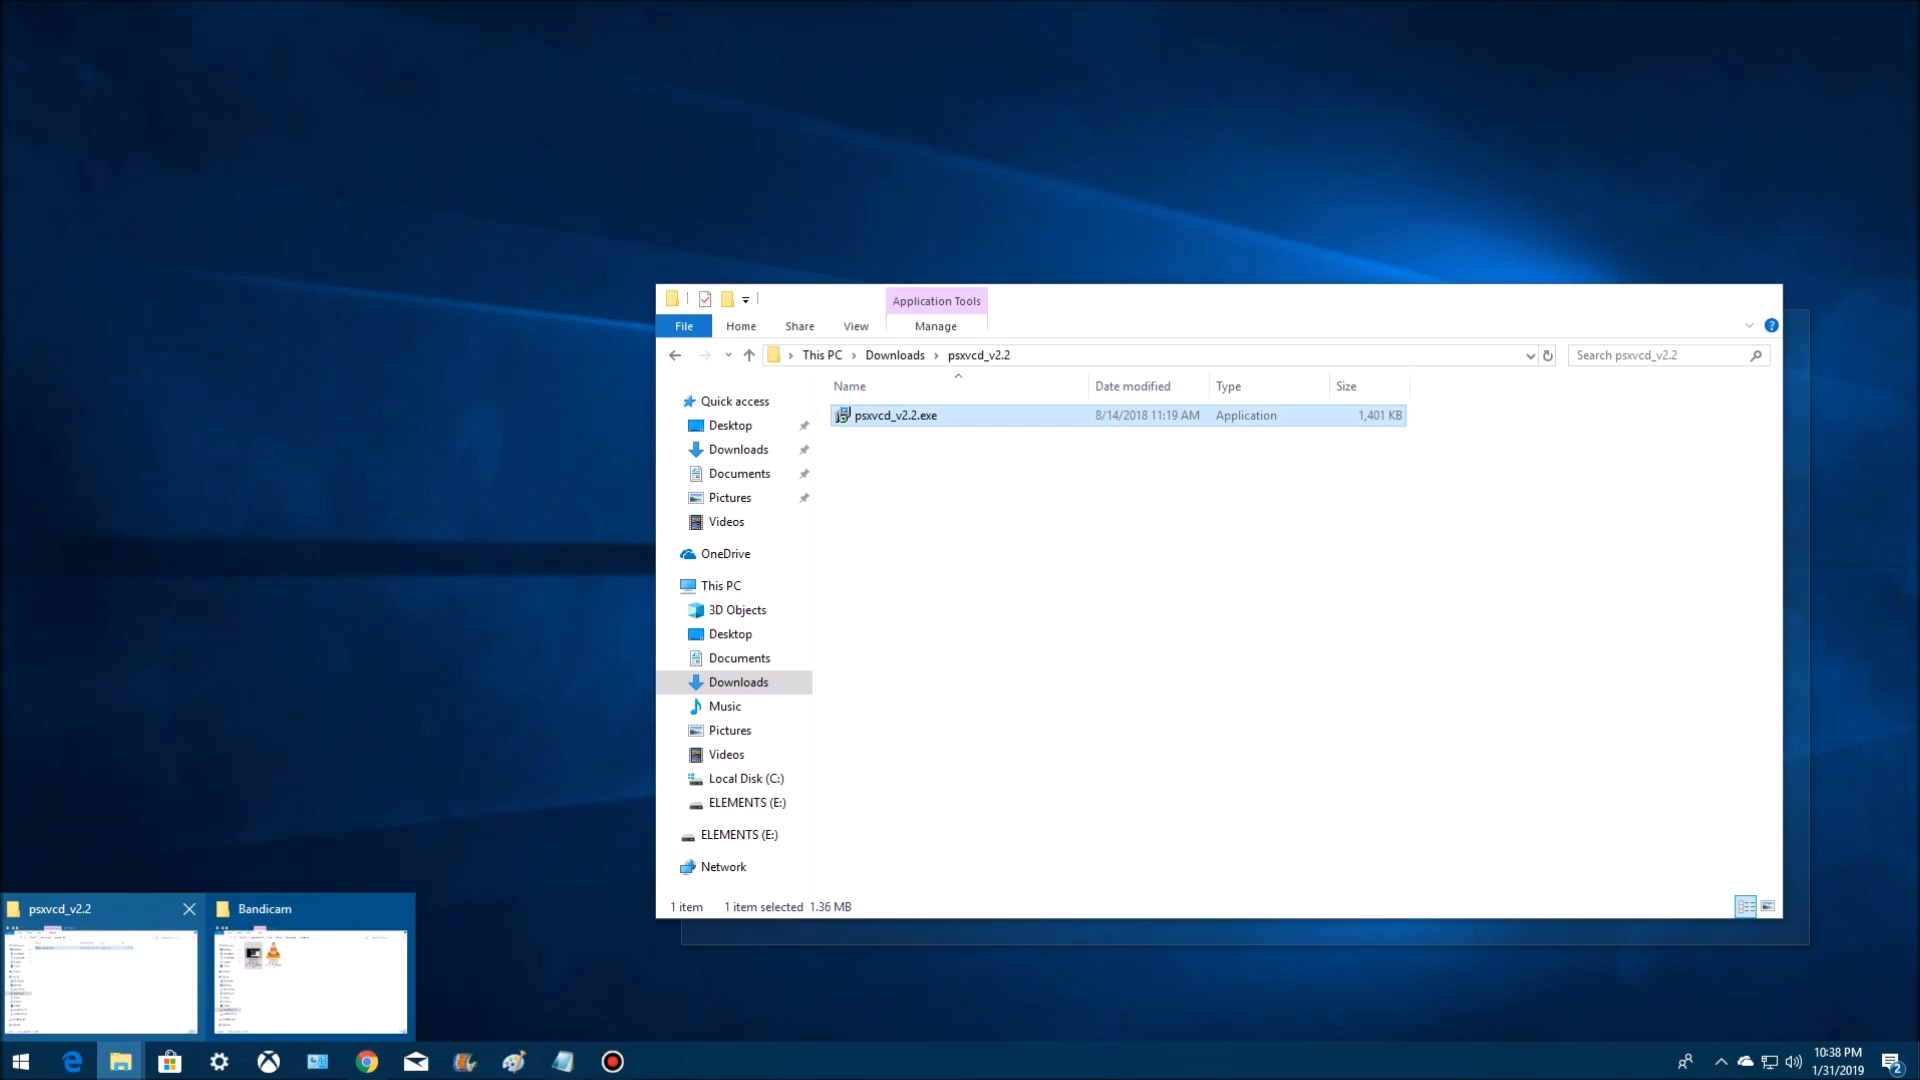 Application Tools
File
Home
Share
View
Manage
This PC
Downloads
psxvcd_v2.2
Search psxvcd_v2.2
Name
Date modified
Type
Size
psxvcd_v2.2.exe
8/14/2018 11:19 AM
Application
1,401 KB
Quick access
Desktop
Downloads
Documents
Pictures
Videos
OneDrive
This PC
3D Objects
Desktop
Documents
Downloads
Music
Pictures
Videos
Local Disk (C:)
ELEMENTS (E:)
ELEMENTS (E:)
Network
1 item
1 item selected 1.36 MB
psxvcd_v2.2
Bandicam
10:38 PM
1/31/2019
2